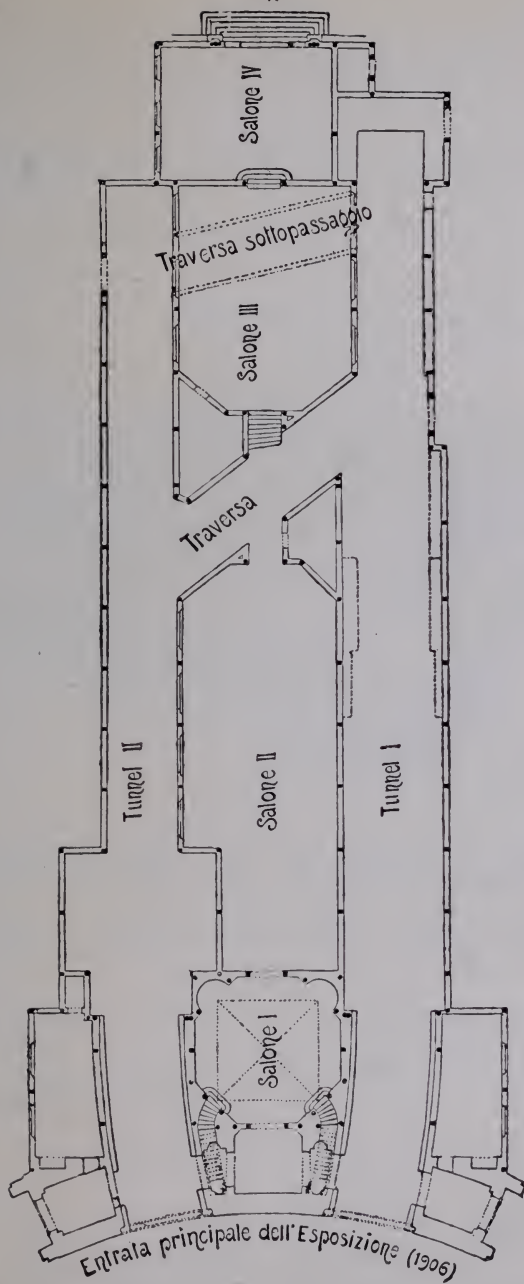 Salone IV
Traversa sottopassaggio
Salone III
Traversa
Tunnel II
Salone II
Tunnel I
Salone I
Entrata principale dell'Esposizione (1906)